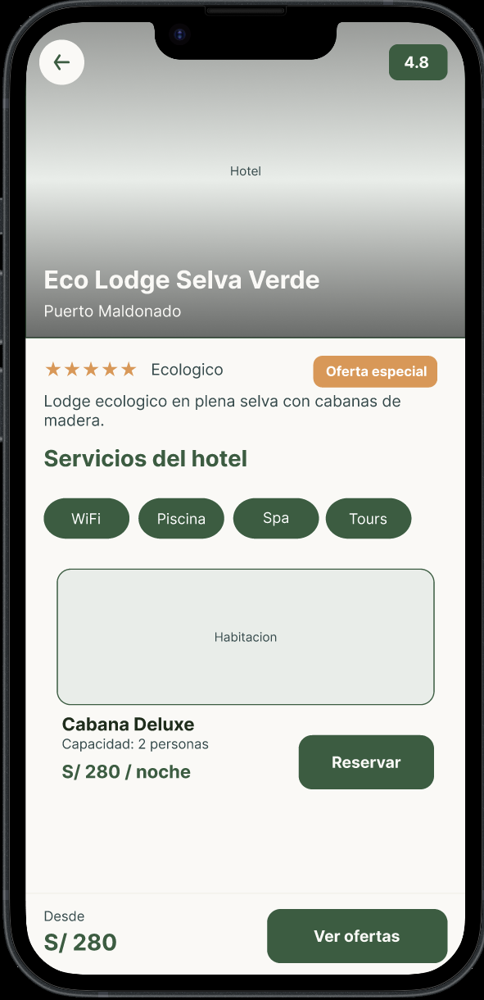 4.8
Hotel
Eco Lodge Selva Verde
Puerto Maldonado
★★★★★ Ecologico
Oferta especial
Lodge ecologico en plena selva con cabanas de
madera.
Servicios del hotel
WiFi Piscina Spa Tours
Habitacion
Cabana Deluxe
Capacidad: 2 personas
S/ 280 / noche
Reservar
Desde
S/ 280
Ver ofertas